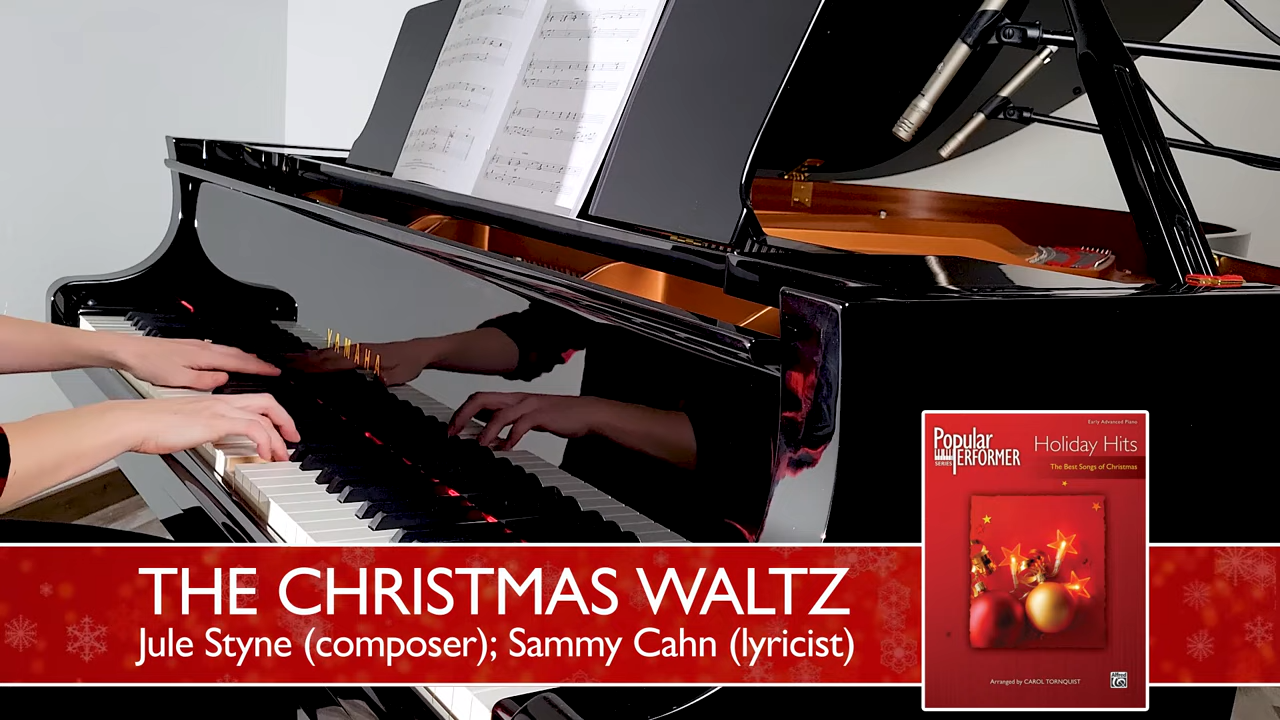 YAMAHA
Early Advanced Piano
Popular
PERFORMER
SERIES
Holiday Hits
The Best Songs of Christmas
THE CHRISTMAS WALTZ
Jule Styne (composer); Sammy Cahn (lyricist)
Arranged by CAROL TORNQUIST
Alfred